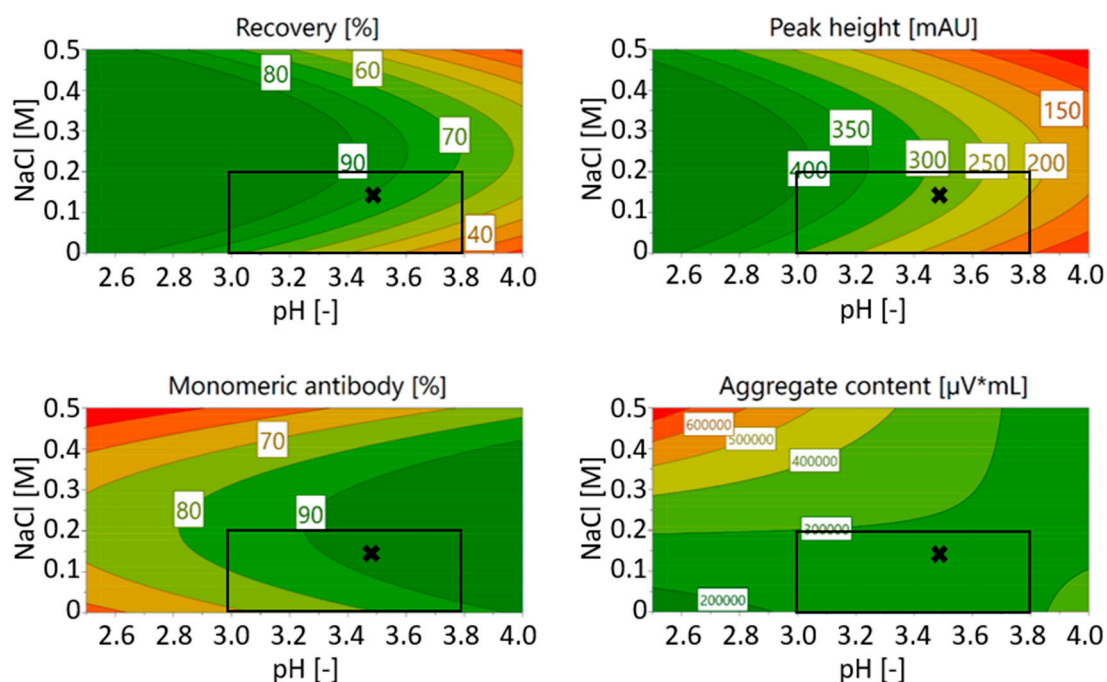 Recovery [%]
NaCl [M]
0.5
0.4
0.3
0.2
0.1
0
80
60
70
90
40
2.6 2.8 3.0 3.2 3.4 3.6 3.8 4.0
pH [-]
Peak height [mAU]
NaCl [M]
0.5
0.4
0.3
0.2
0.1
0
150
350
400
300
250
200
2.6 2.8 3.0 3.2 3.4 3.6 3.8 4.0
pH [-]
Monomeric antibody [%]
NaCl [M]
0.5
0.4
0.3
0.2
0.1
0
70
80
90
2.6 2.8 3.0 3.2 3.4 3.6 3.8 4.0
pH [-]
Aggregate content [µV*mL]
NaCl [M]
0.5
0.4
0.3
0.2
0.1
0
600000
500000
400000
300000
200000
2.6 2.8 3.0 3.2 3.4 3.6 3.8 4.0
pH [-]